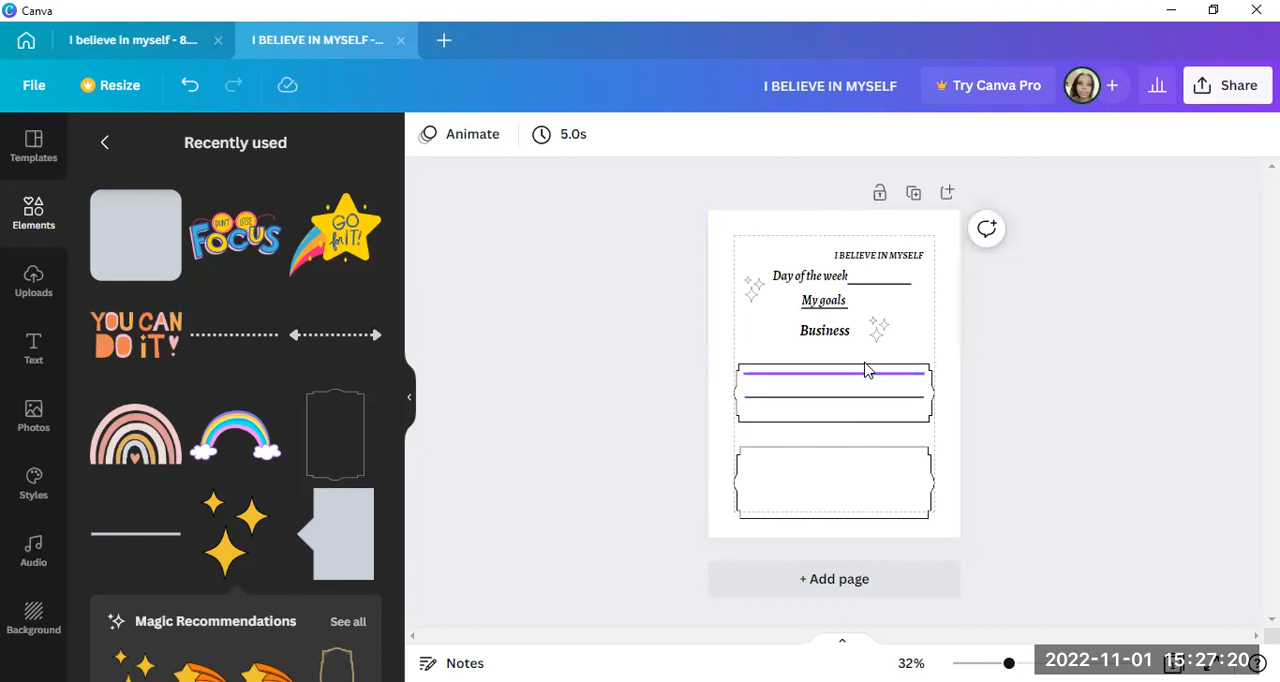 Canva
I believe in myself - 8....
I BELIEVE IN MYSELF -...
File
Resize
I BELIEVE IN MYSELF
Try Canva Pro
Share
Templates
Elements
Uploads
Text
Photos
Styles
Audio
Background
Recently used
DON'T LOSE
FOCUS
GO
for IT!
YOU CAN
DO iT!
Magic Recommendations
See all
Animate
5.0s
I BELIEVE IN MYSELF
Day of the week
My goals
Business
+ Add page
Notes
32%
2022-11-01 15:27:20